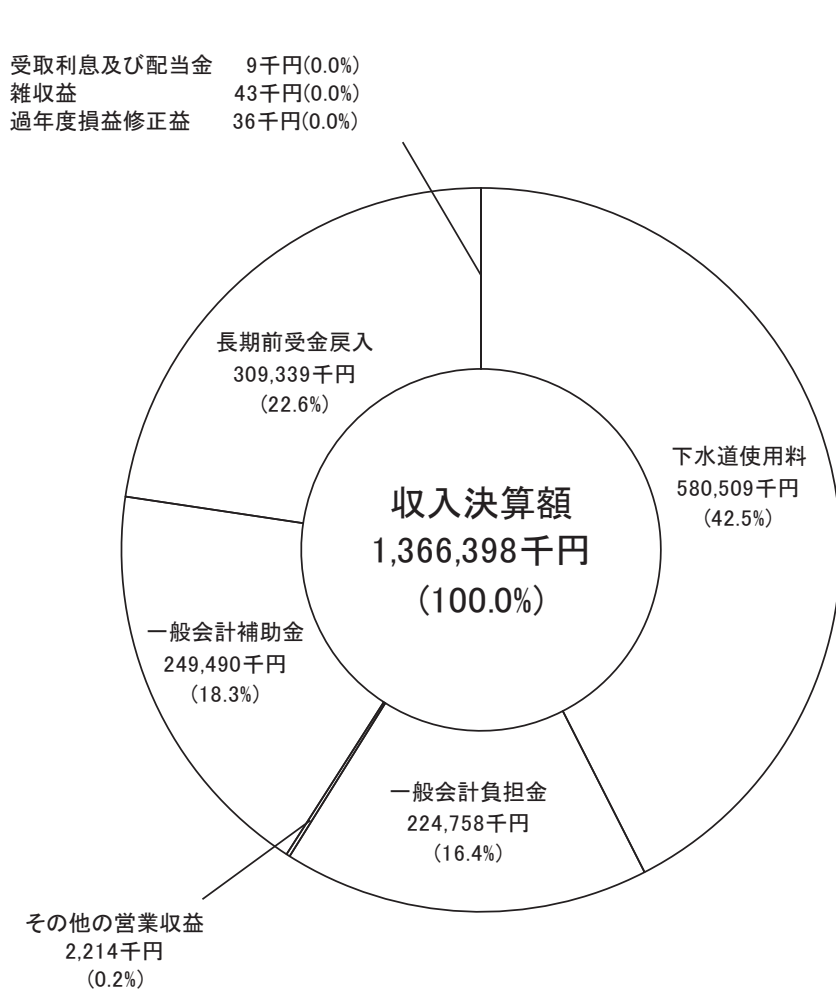 受取利息及び配当金 9千円(0.0%)
雑収益 43千円(0.0%)
過年度損益修正益 36千円(0.0%)
長期前受金戻入
309,339千円
(22.6%)
下水道使用料
580,509千円
(42.5%)
収入決算額
1,366,398千円
(100.0%)
一般会計補助金
249,490千円
(18.3%)
一般会計負担金
224,758千円
(16.4%)
その他の営業収益
2,214千円
(0.2%)